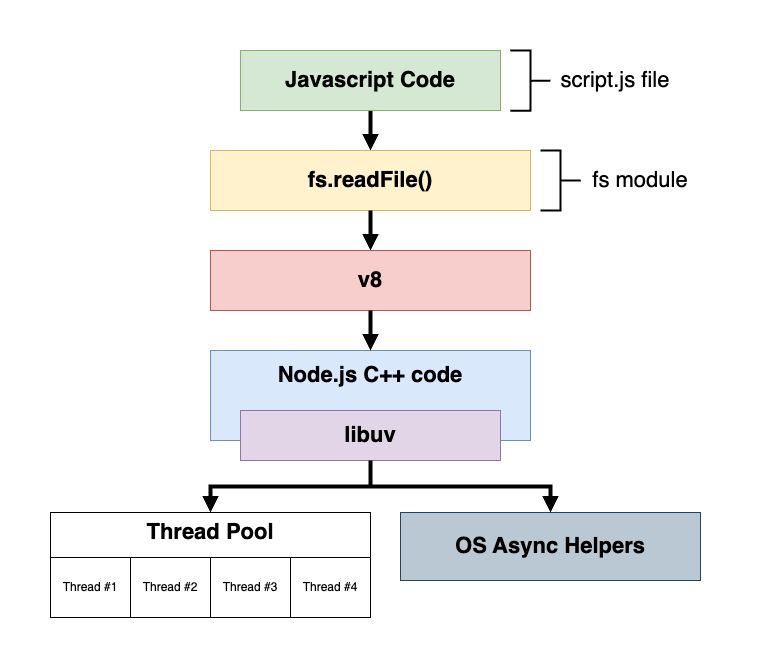 Javascript Code
script.js file
fs.readFile()
fs module
v8
Node.js C++ code
libuv
Thread Pool
OS Async Helpers
Thread #1
Thread #2
Thread #3
Thread #4